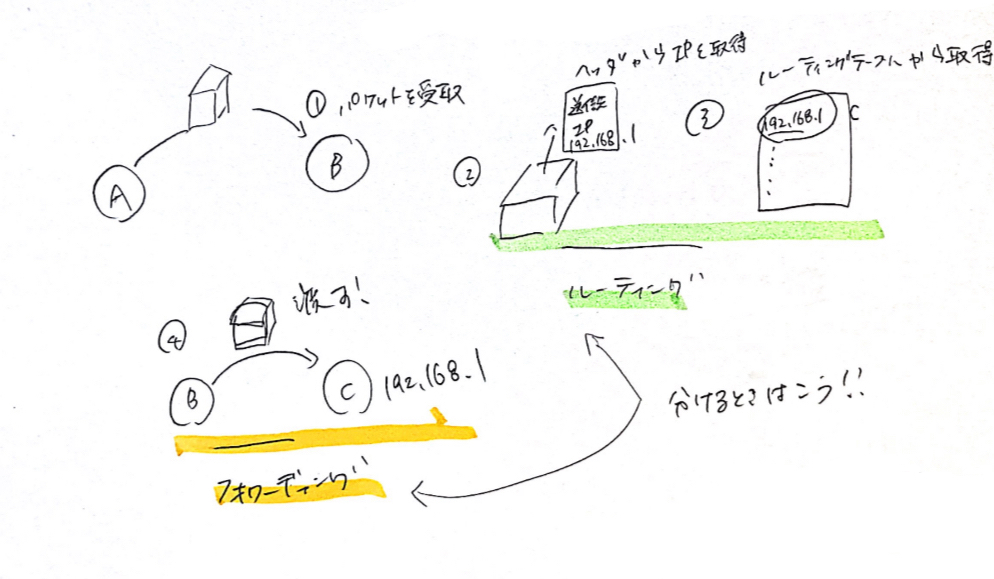 ① パケットを受取
A
B
②
ヘッダからIPを取得
送信先
IP
192.168.1
③
ルーティングテーブルから取得
192.168.1 C
ルーティング
④
渡す!
B
C 192.168.1
フォワーディング
分けるときはこう!!